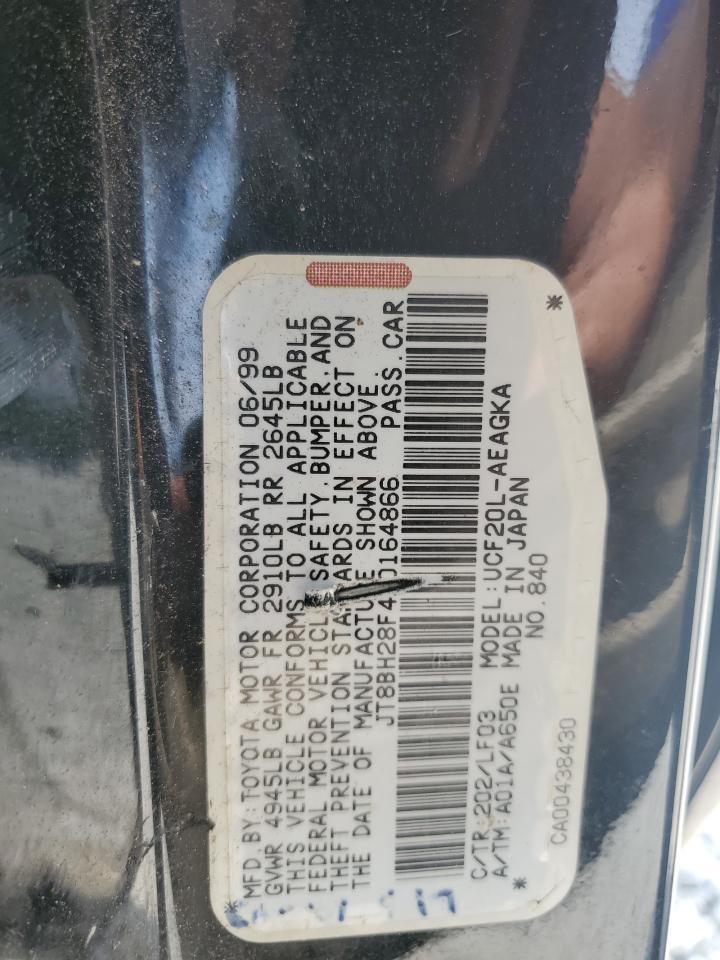 MFD. BY: TOYOTA MOTOR CORPORATION 06/99
GVWR 4945LB GAWR FR 2910LB RR 2645LB
THIS VEHICLE CONFORMS TO ALL APPLICABLE
FEDERAL MOTOR VEHICLE SAFETY. BUMPER. AND
THEFT PREVENTION STANDARDS IN EFFECT ON
THE DATE OF MANUFACTURE SHOWN ABOVE.
JT8BH28F4 0164866 PASS. CAR
C/TR: 202/LF03 MODEL: UCF20L-AEAGKA
A/TM: A01A/A650E MADE IN JAPAN
NO. 840
CA00438430